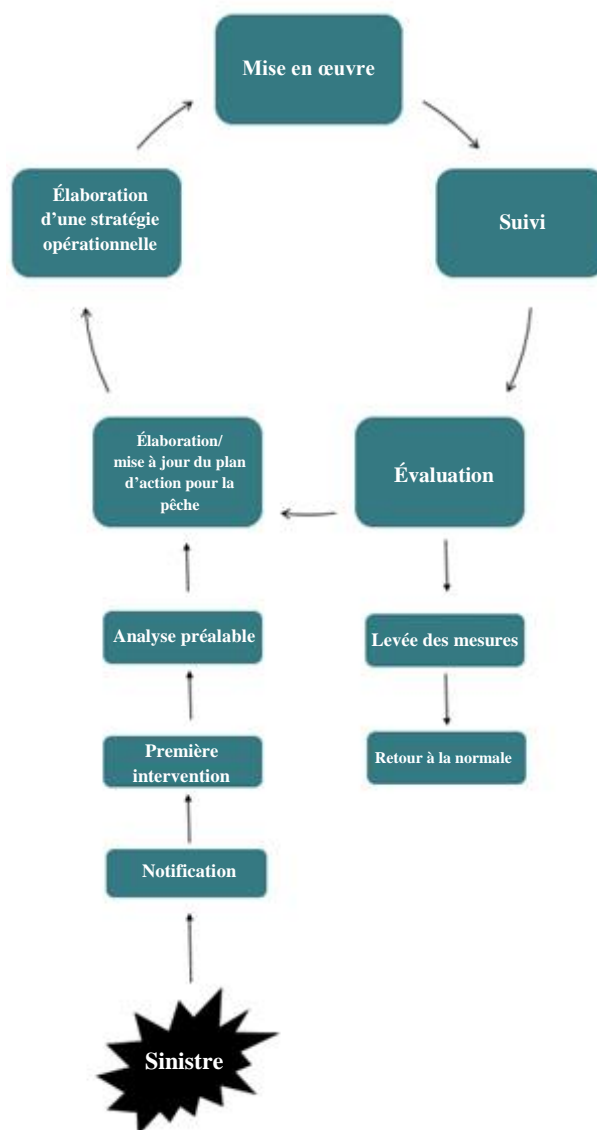 Mise en œuvre
Élaboration
d’une stratégie
opérationnelle
Suivi
Élaboration/
mise à jour du plan
d’action pour la
pêche
Évaluation
Analyse préalable
Levée des mesures
Première
intervention
Retour à la normale
Notification
Sinistre